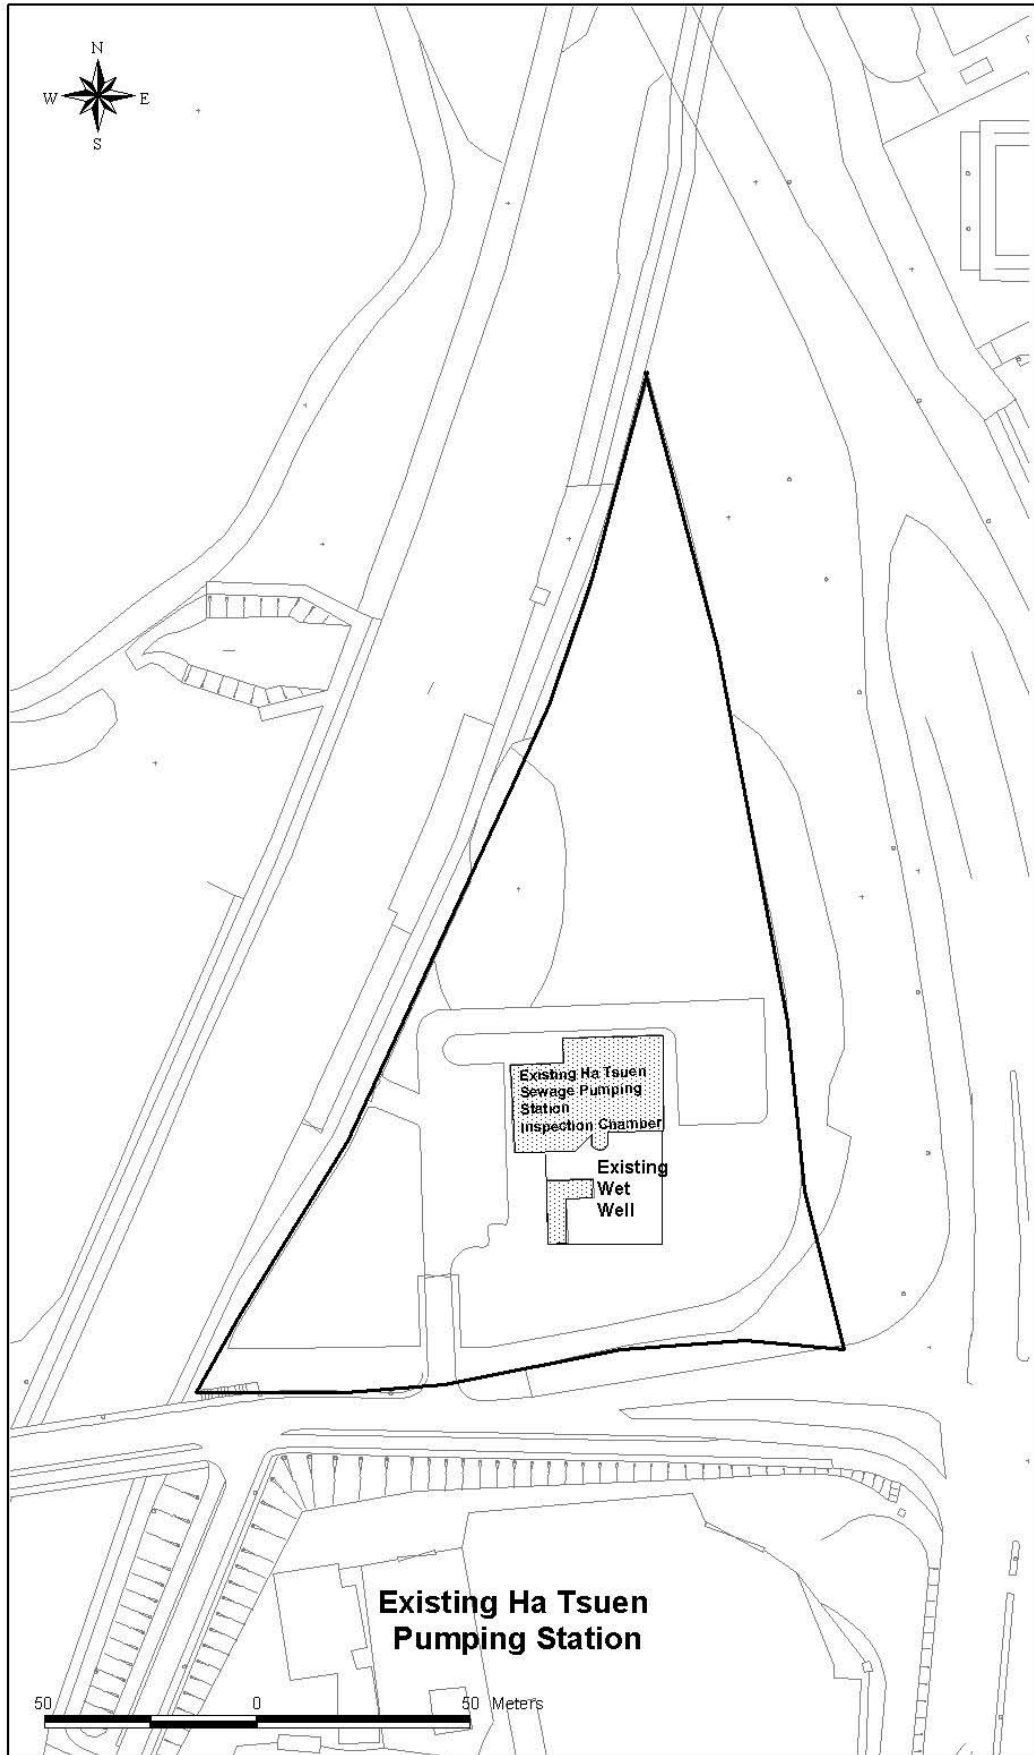 N
W E
S
Existing Ha Tsuen
Sewage Pumping
Station
Inspection Chamber
Existing
Wet
Well
Existing Ha Tsuen
Pumping Station
50 0 50 Meters